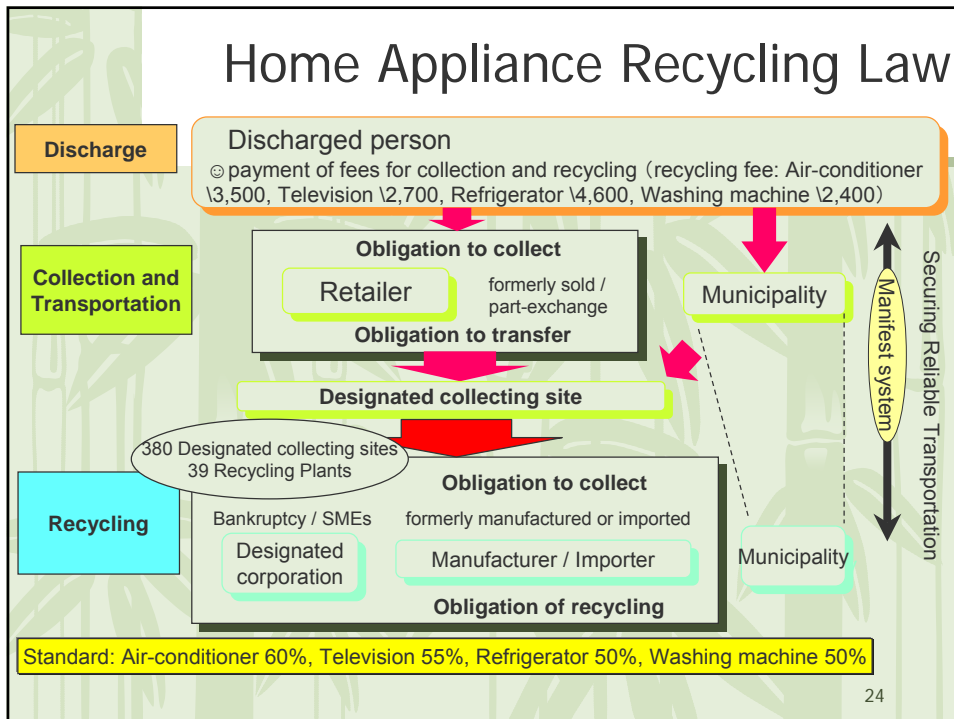 Home Appliance Recycling Law
Discharge
Discharged person
☺payment of fees for collection and recycling（recycling fee: Air-conditioner
\3,500, Television \2,700, Refrigerator \4,600, Washing machine \2,400）
Collection and
Transportation
Obligation to collect
Retailer
formerly sold /
part-exchange
Obligation to transfer
Municipality
Manifest system
Securing Reliable Transportation
Designated collecting site
380 Designated collecting sites
39 Recycling Plants
Recycling
Obligation to collect
Bankruptcy / SMEs
formerly manufactured or imported
Designated
corporation
Manufacturer / Importer
Municipality
Obligation of recycling
Standard: Air-conditioner 60%, Television 55%, Refrigerator 50%, Washing machine 50%
24